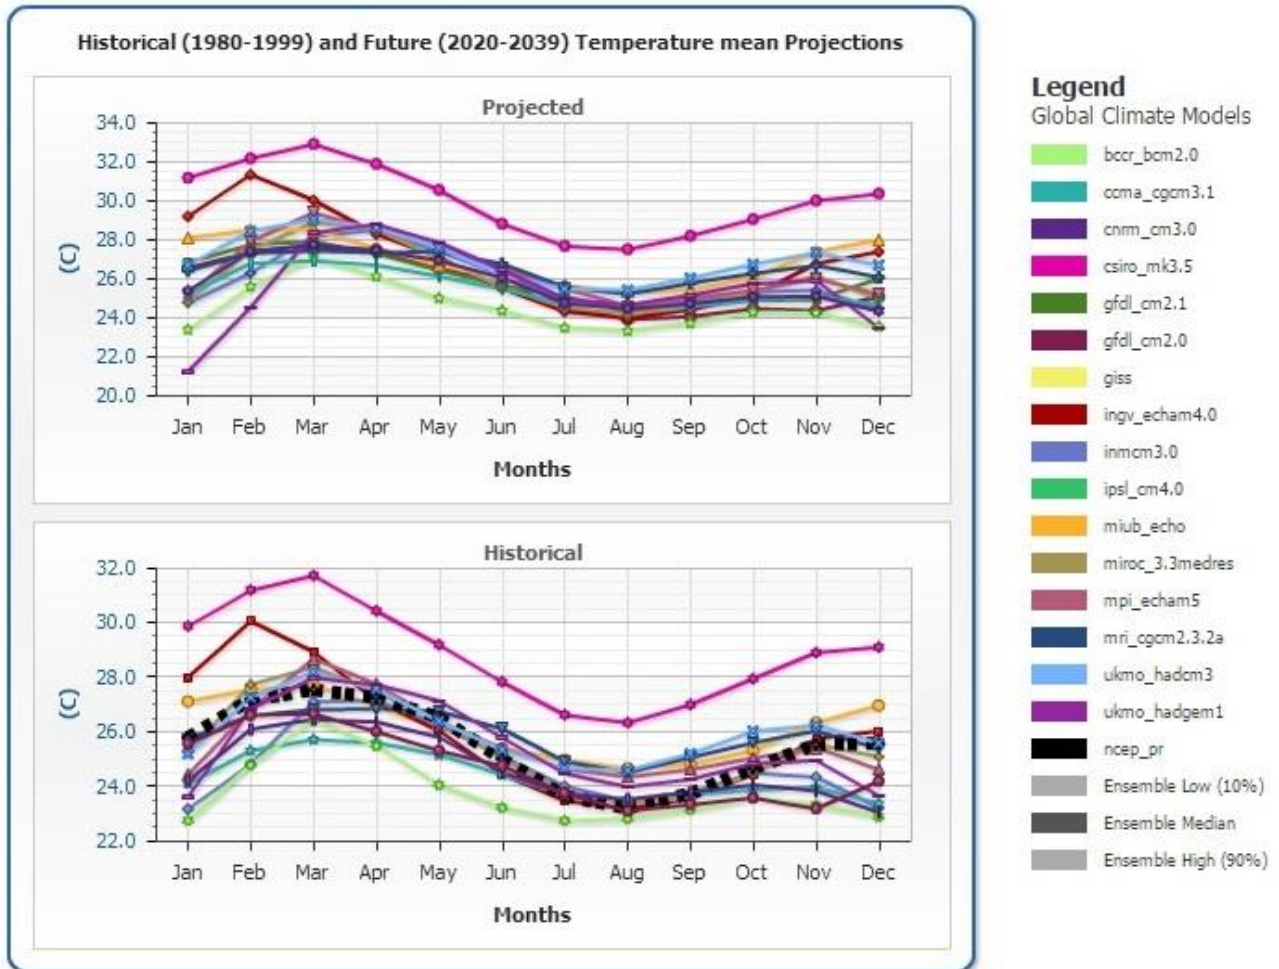 Historical (1980-1999) and Future (2020-2039) Temperature mean Projections
Projected
34.0
32.0
30.0
28.0
26.0
24.0
22.0
20.0
(C)
Jan Feb Mar Apr May Jun Jul Aug Sep Oct Nov Dec
Months
Historical
32.0
30.0
28.0
26.0
24.0
22.0
(C)
Jan Feb Mar Apr May Jun Jul Aug Sep Oct Nov Dec
Months
Legend
Global Climate Models
bccr_bcm2.0
ccma_cgcm3.1
cnrm_cm3.0
csiro_mk3.5
gfdl_cm2.1
gfdl_cm2.0
giss
ingv_echam4.0
inmcm3.0
ipsl_cm4.0
miub_echo
miroc_3.3medres
mpi_echam5
mri_cgcm2.3.2a
ukmo_hadcm3
ukmo_hadgem1
ncep_pr
Ensemble Low (10%)
Ensemble Median
Ensemble High (90%)